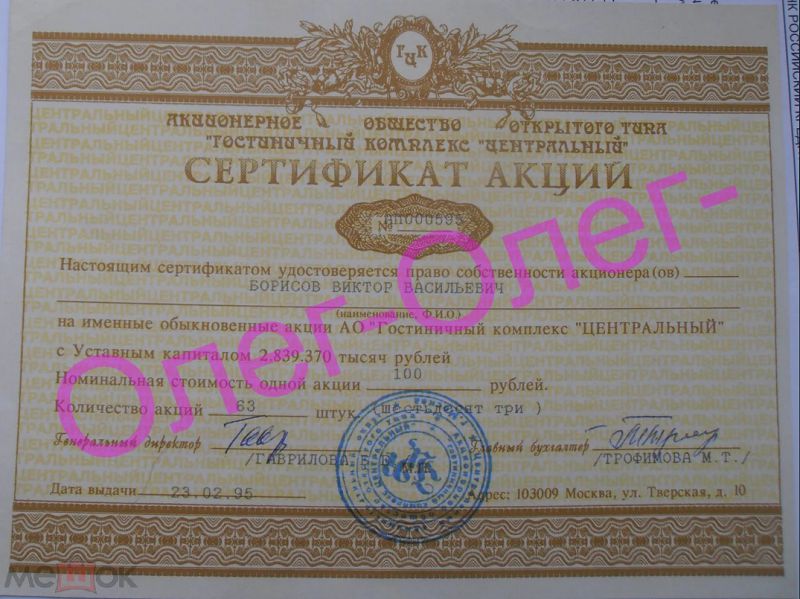 ГЦК
АКЦИОНЕРНОЕ ОБЩЕСТВО ОТКРЫТОГО ТИПА
"ГОСТИНИЧНЫЙ КОМПЛЕКС "ЦЕНТРАЛЬНЫЙ"
СЕРТИФИКАТ АКЦИЙ
№ ЦП000595
Настоящим сертификатом удостоверяется право собственности акционера (ов)
БОРИСОВ ВИКТОР ВАСИЛЬЕВИЧ
(наименование, Ф.И.О.)
на именные обыкновенные акции АО "Гостиничный комплекс "ЦЕНТРАЛЬНЫЙ"
с Уставным капиталом 2.839.370 тысяч рублей
Номинальная стоимость одной акции 100 рублей.
Количество акций 63 штук (шестьдесят три )
Генеральный директор
Главный бухгалтер
/ГАВРИЛОВА
/ТРОФИМОВА М.Т./
Дата выдачи 23.02.95
Адрес: 103009 Москва, ул. Тверская, д. 10
Олег-Олег-
мешок